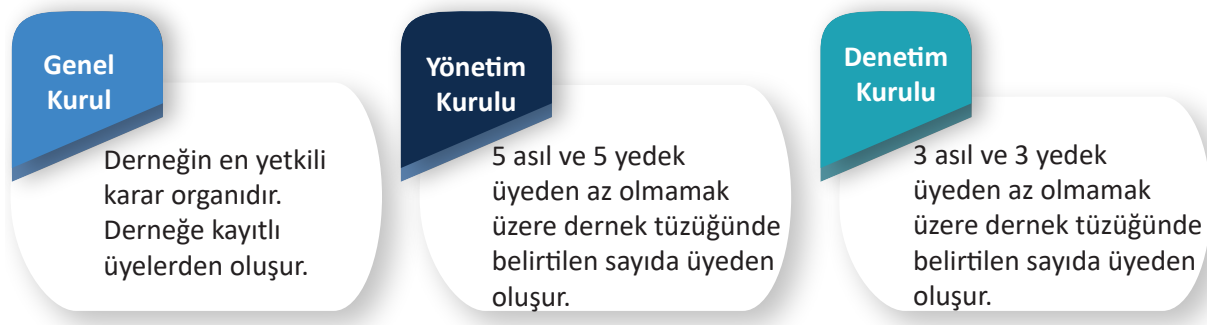 Genel
Kurul
Derneğin en yetkili
karar organıdır.
Derneğe kayıtlı
üyelerden oluşur.
Yönetim
Kurulu
5 asıl ve 5 yedek
üyeden az olmamak
üzere dernek tüzüğünde
belirtilen sayıda üyeden
oluşur.
Denetim
Kurulu
3 asıl ve 3 yedek
üyeden az olmamak
üzere dernek tüzüğünde
belirtilen sayıda üyeden
oluşur.